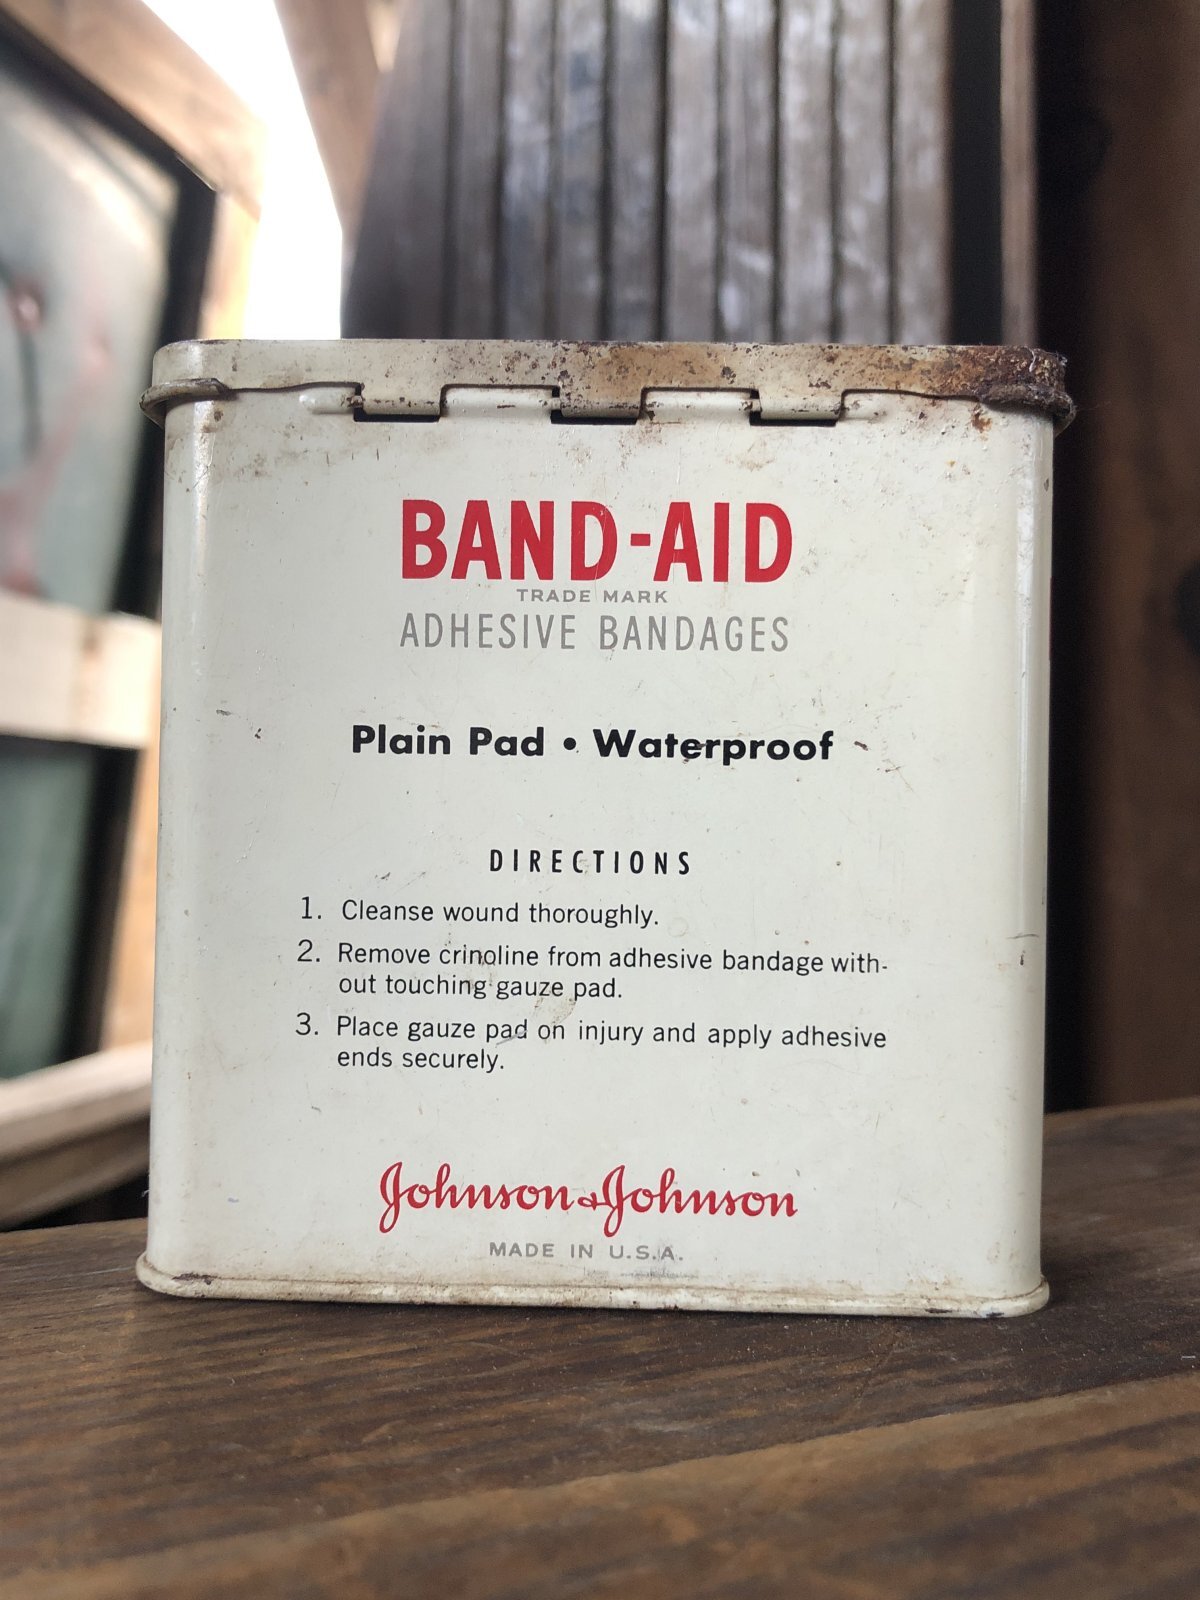 BAND-AID
TRADE MARK
ADHESIVE BANDAGES
Plain Pad • Waterproof
DIRECTIONS
1. Cleanse wound thoroughly.
2. Remove crinoline from adhesive bandage with-
out touching gauze pad.
3. Place gauze pad on injury and apply adhesive
ends securely.
Johnson & Johnson
MADE IN U.S.A.